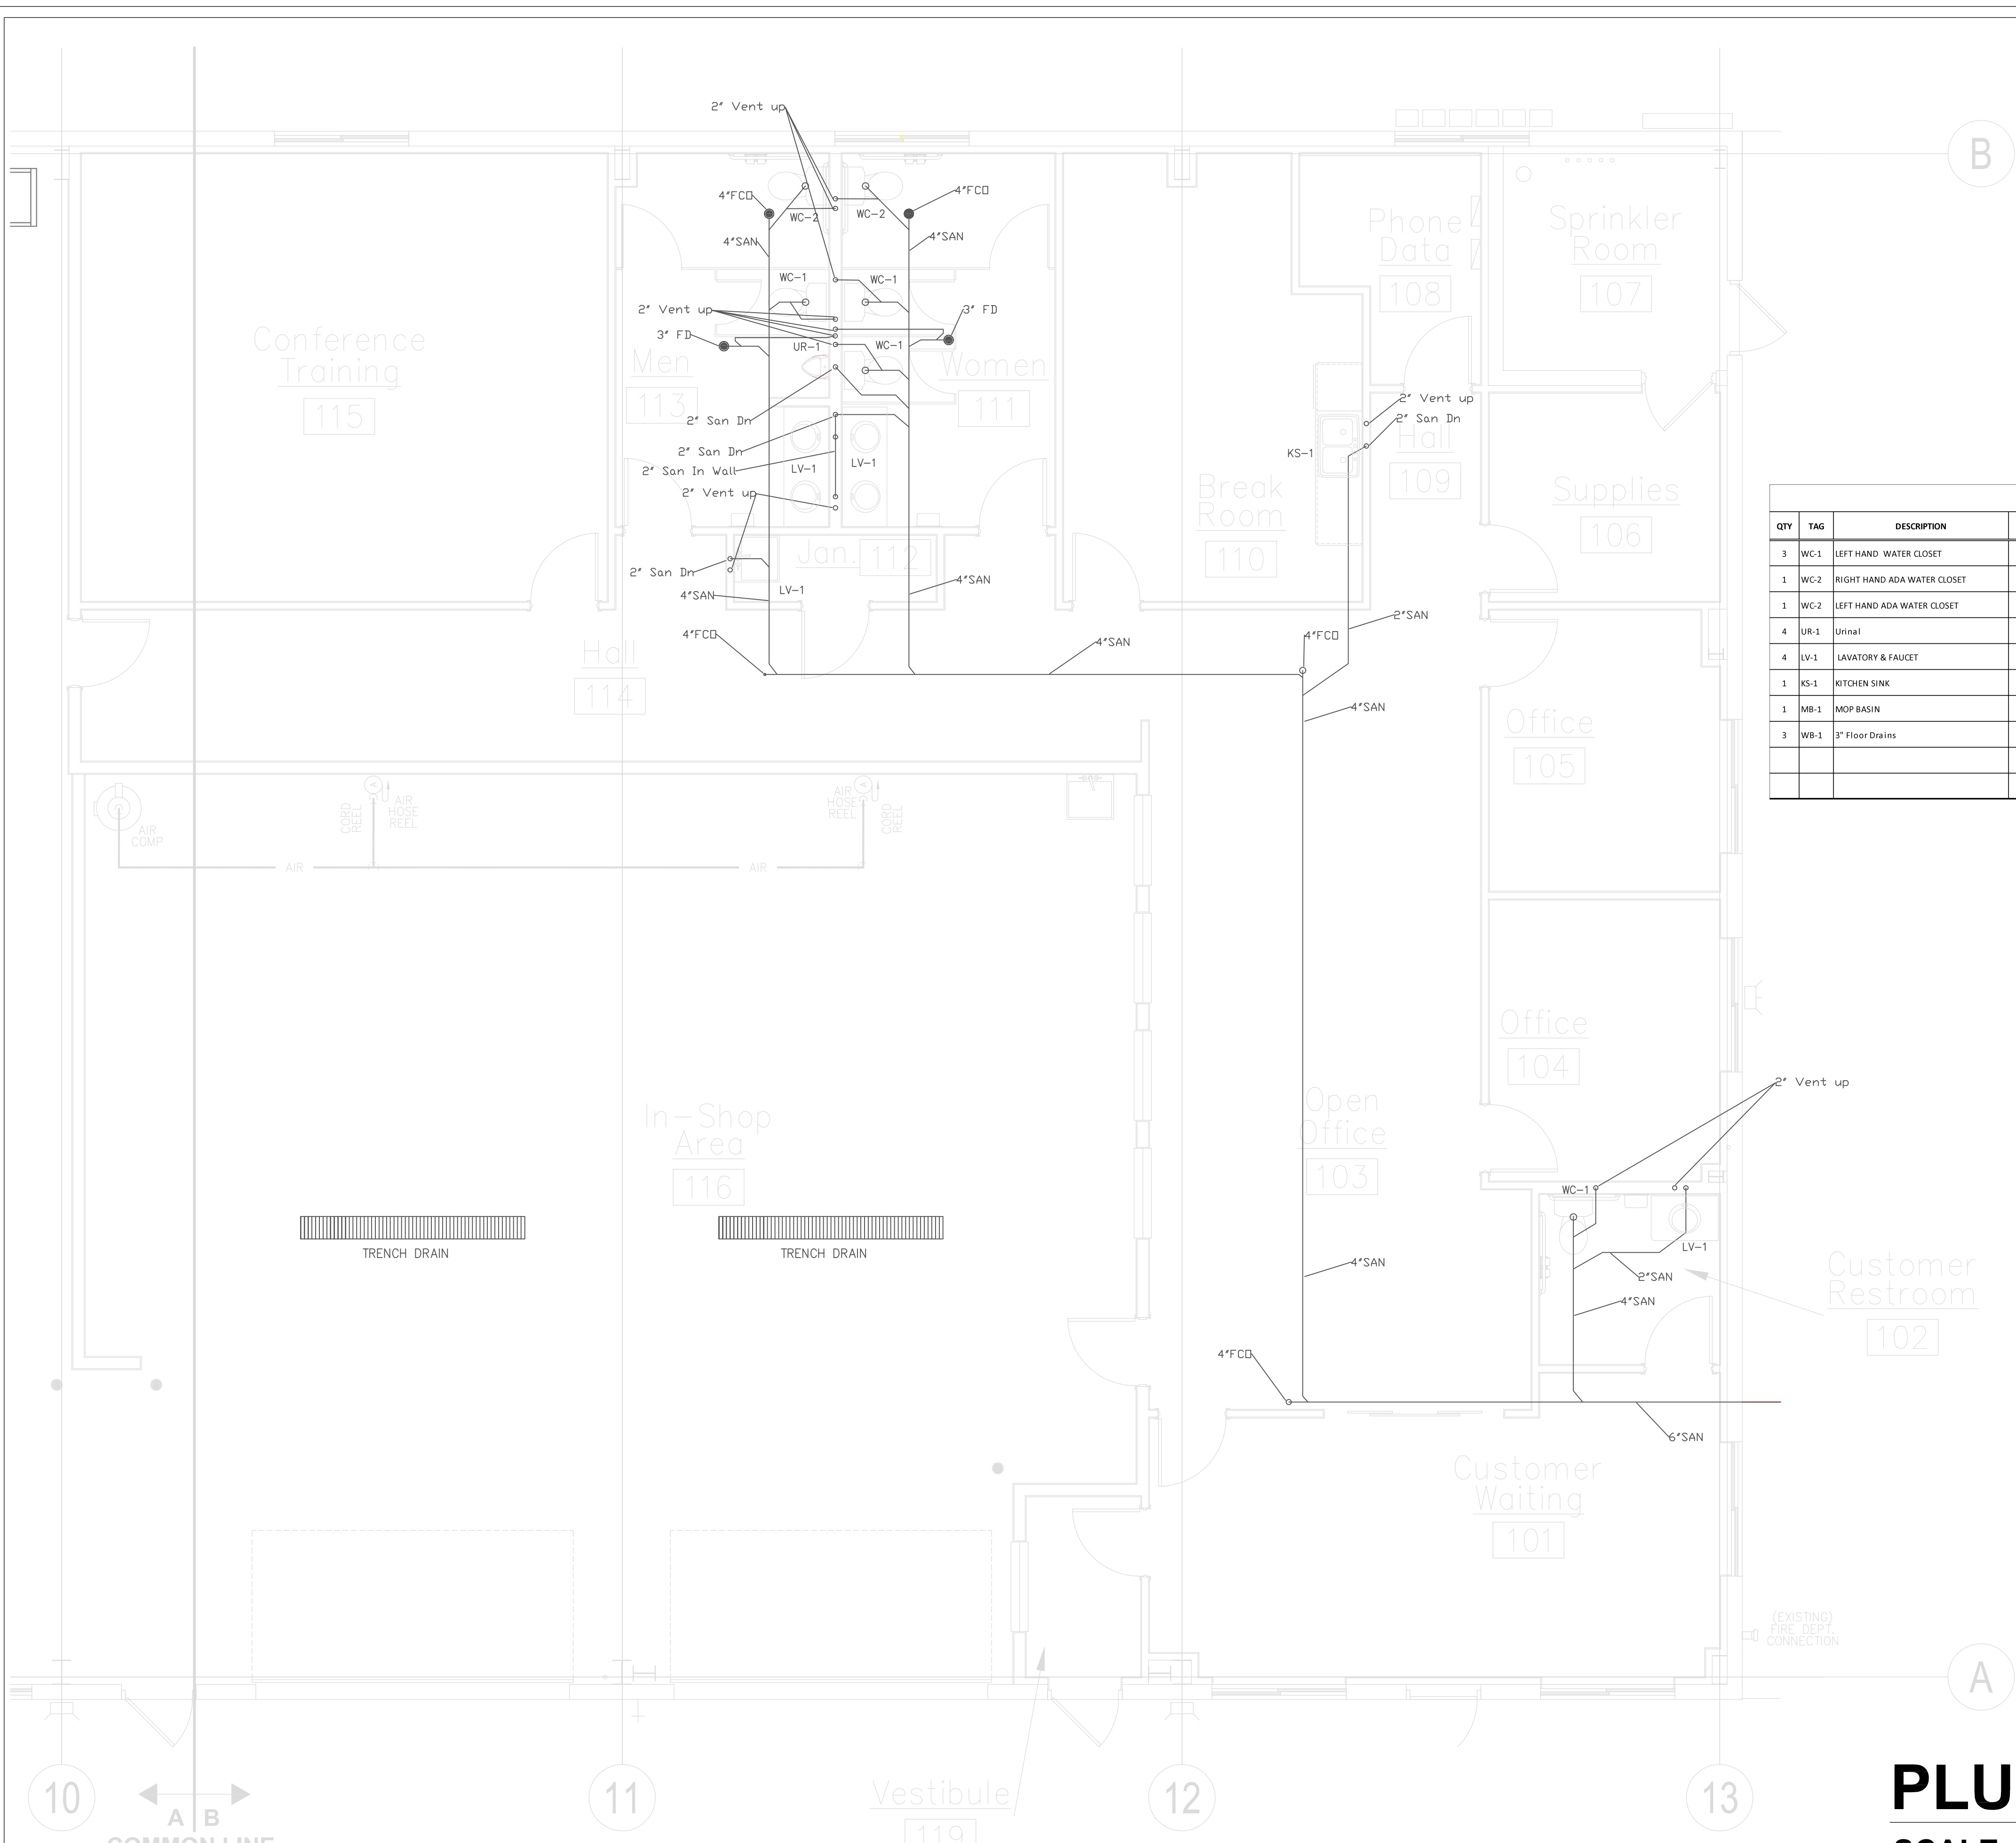 2" Vent up
B
4"FCO
4"FCO
WC-2
WC-2
4"SAN
4"SAN
Phone
Data
108
Sprinkler
Room
107
WC-1
WC-1
2" Vent up
3" FD
3" FD
UR-1
WC-1
Conference
Training
115
Men
113
Women
111
2" Vent up
2" San Dn
2" San Dn
Hall
109
2" San Dn
KS-1
2" San In Wall
LV-1
LV-1
2" Vent up
Break
Room
110
Supplies
106
Jan. 112
2" San Dn
4"SAN
LV-1
4"SAN
2"SAN
4"FCO
4"FCO
4"SAN
Hall
114
4"SAN
QTY TAG DESCRIPTION
3 WC-1 LEFT HAND WATER CLOSET
1 WC-2 RIGHT HAND ADA WATER CLOSET
1 WC-2 LEFT HAND ADA WATER CLOSET
4 UR-1 Urinal
4 LV-1 LAVATORY & FAUCET
1 KS-1 KITCHEN SINK
1 MB-1 MOP BASIN
3 WB-1 3" Floor Drains
Office
105
AIR
COMP
CORD
REEL
A
AIR
HOSE
REEL
AIR
HOSE
REEL
A
CORD
REEL
AIR
AIR
Office
104
2" Vent up
In-Shop
Area
116
Open
Office
103
WC-1
LV-1
TRENCH DRAIN
TRENCH DRAIN
4"SAN
2"SAN
4"SAN
Customer
Restroom
102
4"FCO
6"SAN
Customer
Waiting
101
(EXISTING)
FIRE DEPT.
CONNECTION
A
10
11
12
13
A B
COMMON LINE
Vestibule
119
PLU
SCALE